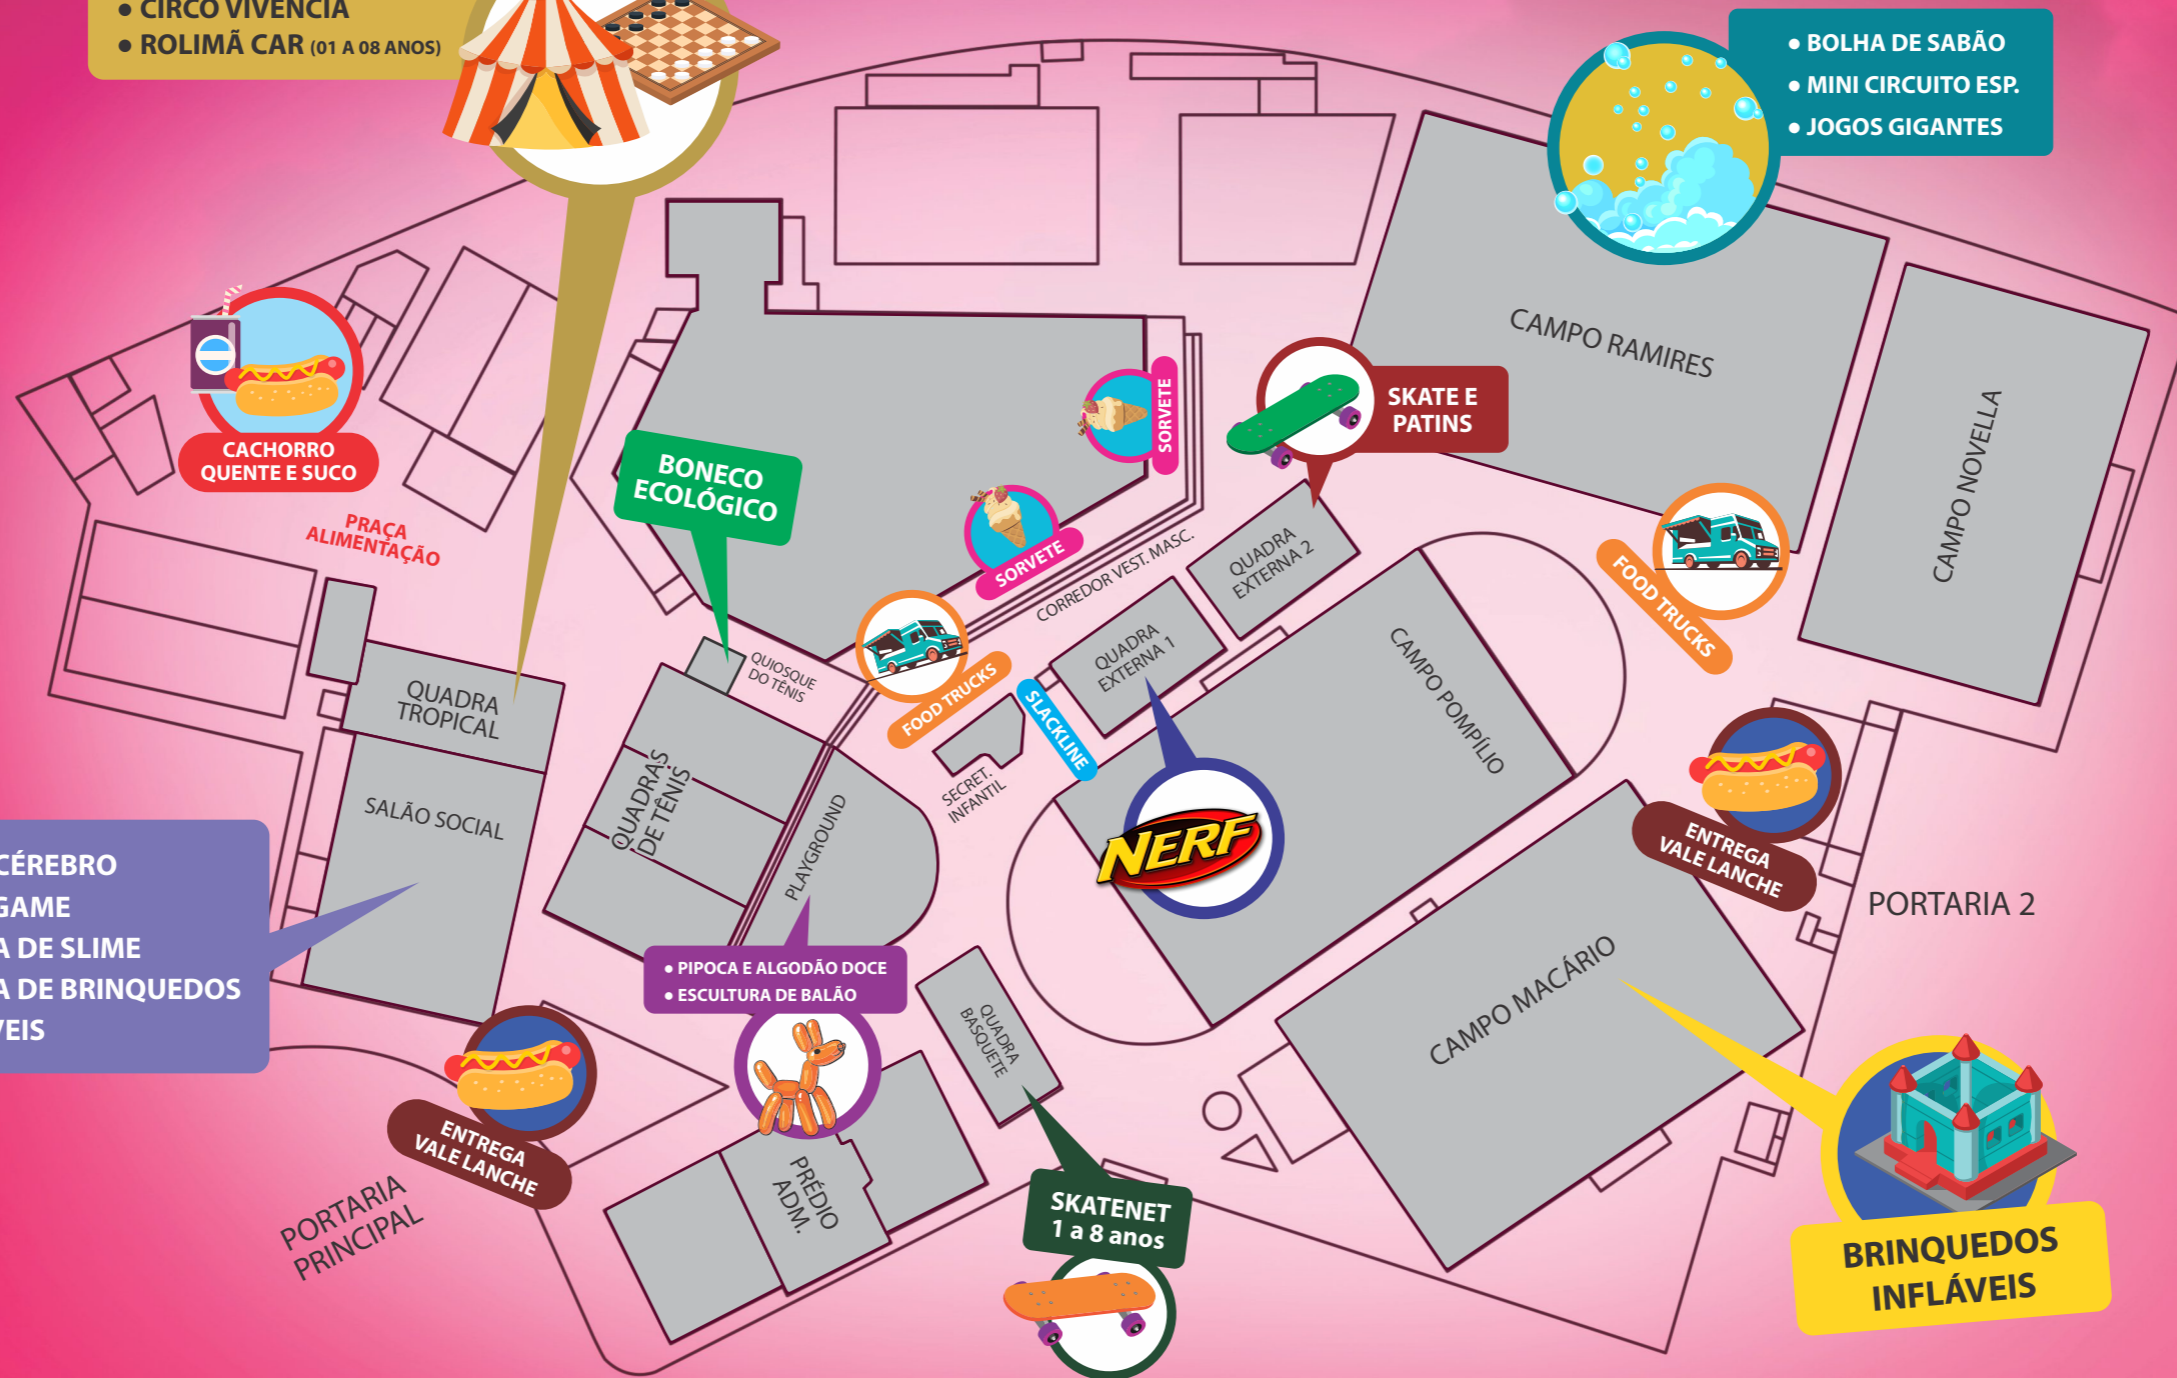 • CIRCO VIVÊNCIA
• ROLIMÃ CAR (01 A 08 ANOS)
• BOLHA DE SABÃO
• MINI CIRCUITO ESP.
• JOGOS GIGANTES
CACHORRO
QUENTE E SUCO
PRAÇA
ALIMENTAÇÃO
BONECO
ECOLÓGICO
SORVETE
SORVETE
SKATE E
PATINS
CAMPO RAMIRES
CAMPO NOVELLA
CORREDOR VEST. MASC.
QUADRA
EXTERNA 2
QUADRA
EXTERNA 1
FOOD TRUCKS
FOOD TRUCKS
QUIOSQUE
DO TÊNIS
SLACKLINE
SECRET.
INFANTIL
CAMPO POMPÍLIO
QUADRA
TROPICAL
SALÃO SOCIAL
QUADRAS
DE TÊNIS
PLAYGROUND
NERF
ENTREGA
VALE LANCHE
PORTARIA 2
CÉREBRO
GAME
A DE SLIME
A DE BRINQUEDOS
VEIS
• PIPOCA E ALGODÃO DOCE
• ESCULTURA DE BALÃO
QUADRA
BASQUETE
CAMPO MACÁRIO
ENTREGA
VALE LANCHE
PORTARIA
PRINCIPAL
PRÉDIO
ADM.
SKATENET
1 a 8 anos
BRINQUEDOS
INFLÁVEIS